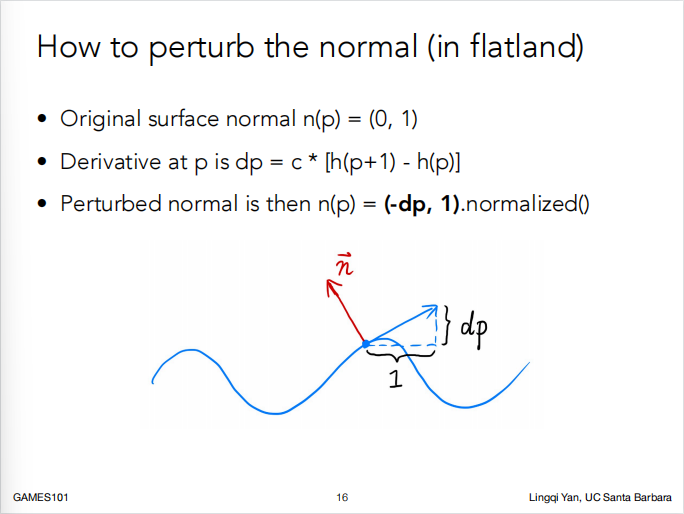 How to perturb the normal (in flatland)
• Original surface normal n(p) = (0, 1)
• Derivative at p is dp = c * [h(p+1) - h(p)]
• Perturbed normal is then n(p) = (-dp, 1).normalized()
n⃗
dp
1
GAMES101
16
Lingqi Yan, UC Santa Barbara